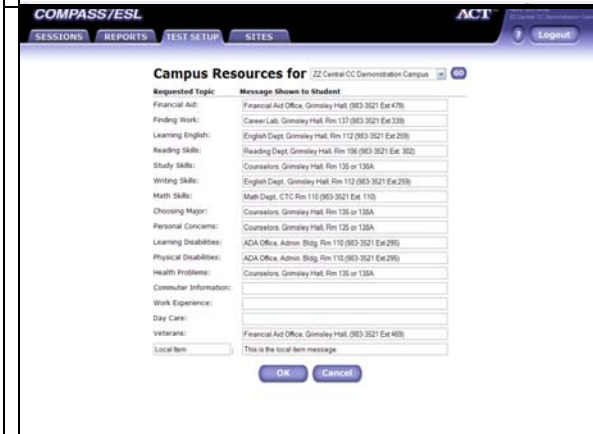 COMPASS/ESL
ACT
SESSIONS REPORTS TEST SETUP SITES
? Logout
Campus Resources for ZZ Central CC Demonstration Campus GO
Requested Topic Message Shown to Student
Financial Aid: Financial Aid Office, Grimsley Hall, (983-3521 Ext 479)
Finding Work: Career Lab, Grimsley Hall, Rm 137 (983-3521 Ext 339)
Learning English: English Dept, Grimsley Hall, Rm 112 (983-3521 Ext 259)
Reading Skills: Reading Dept, Grimsley Hall, Rm 106 (983-3521 Ext. 302)
Study Skills: Counselors, Grimsley Hall, Rm 135 or 138A
Writing Skills: English Dept., Grimsley Hall, Rm 112 (983-3521 Ext.259)
Math Skills: Math Dept., CTC Rm 110 (983-3521 Ext. 110)
Choosing Major: Counselors, Grimsley Hall, Rm 135 or 138A
Personal Concerns: Counselors, Grimsley Hall, Rm 135 or 138A
Learning Disabilities: ADA Office, Admin. Bldg, Rm 110 (983-3521 Ext 295)
Physical Disabilities: ADA Office, Admin. Bldg, Rm 110 (983-3521 Ext 295)
Health Problems: Counselors, Grimsley Hall, Rm 135 or 138A
Commuter Information:
Work Experience:
Day Care:
Veterans: Financial Aid Office, Grimsley Hall, (983-3521 Ext 469)
Local Item : This is the local item message.
OK Cancel